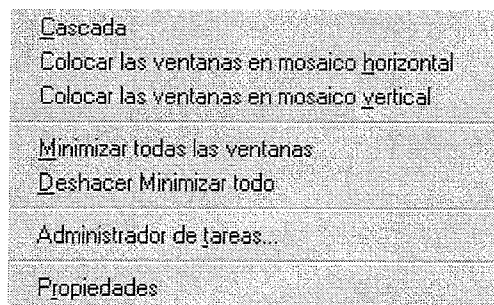 Cascada
Colocar las ventanas en mosaico horizontal
Colocar las ventanas en mosaico vertical
Minimizar todas las ventanas
Deshacer Minimizar todo
Administrador de tareas...
Propiedades